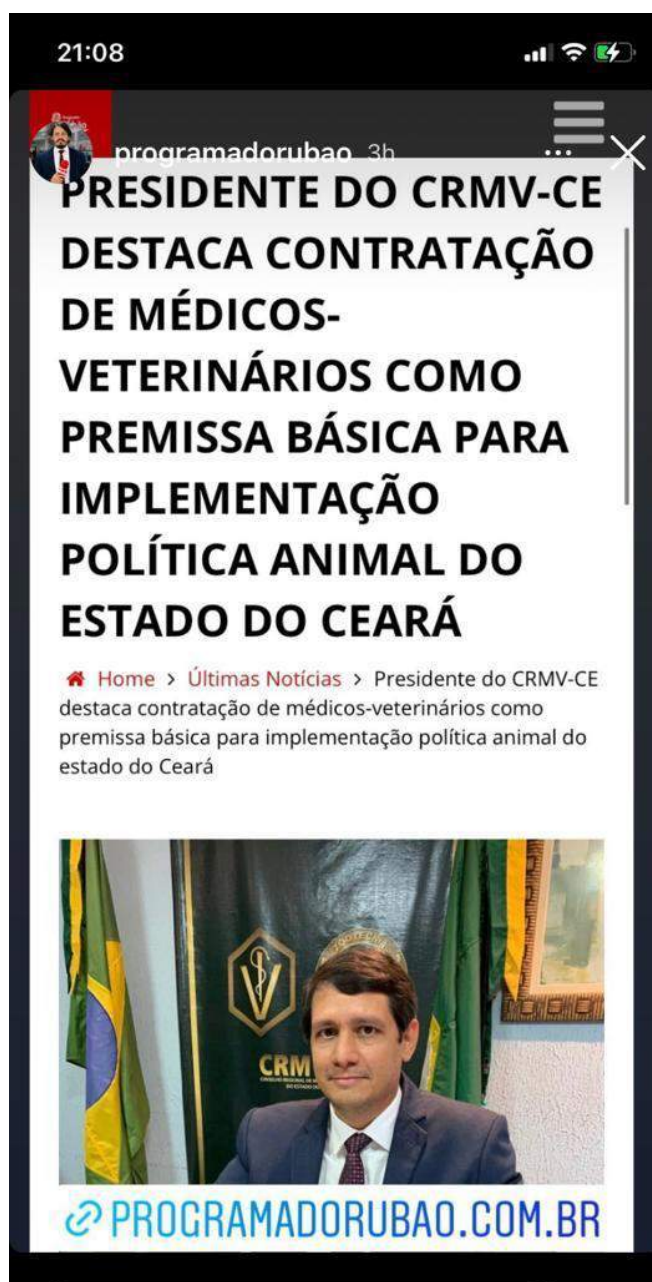 21:08
programadorubao 3h
PRESIDENTE DO CRMV-CE
DESTACA CONTRATAÇÃO
DE MÉDICOS-
VETERINÁRIOS COMO
PREMISSA BÁSICA PARA
IMPLEMENTAÇÃO
POLÍTICA ANIMAL DO
ESTADO DO CEARÁ
Home > Últimas Notícias > Presidente do CRMV-CE
destaca contratação de médicos-veterinários como
premissa básica para implementação política animal do
estado do Ceará
V
CRM
PROGRAMADORUBAO.COM.BR